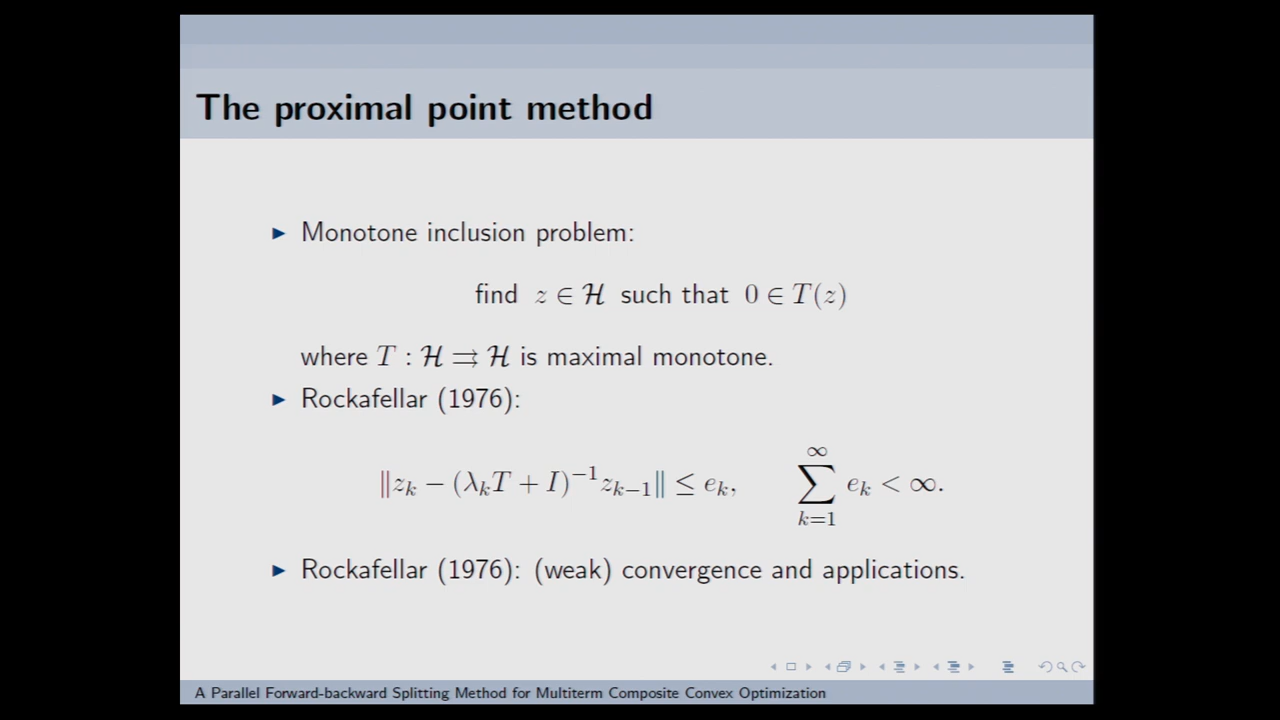 The proximal point method
► Monotone inclusion problem:
find z ∈ ℋ such that 0 ∈ T(z)
where T : ℋ ⇉ ℋ is maximal monotone.
► Rockafellar (1976):
‖z_k − (λ_k T + I)^{−1} z_{k−1}‖ ≤ e_k, ∑_{k=1}^{∞} e_k < ∞.
► Rockafellar (1976): (weak) convergence and applications.
A Parallel Forward-backward Splitting Method for Multiterm Composite Convex Optimization